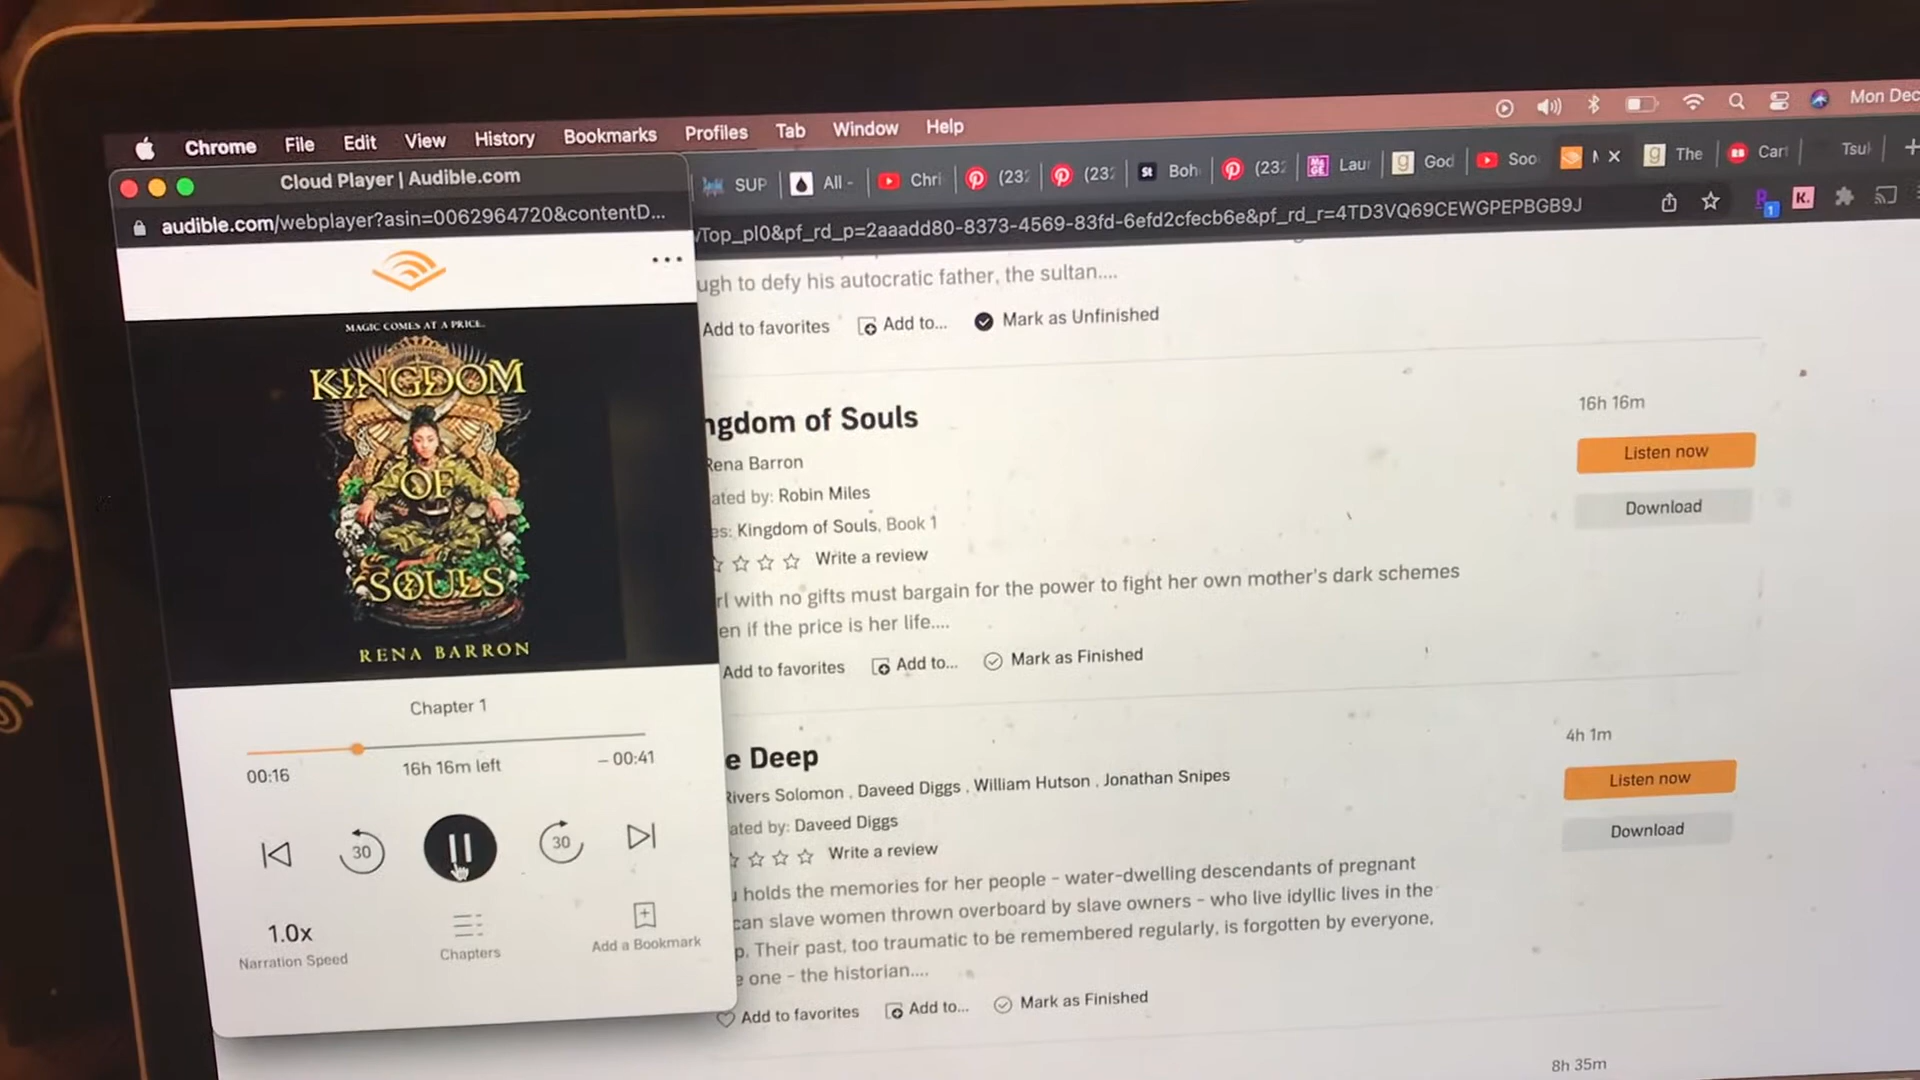 Chrome File Edit View History Bookmarks Profiles Tab Window Help
Mon Dec
Cloud Player | Audible.com
SUP
All -
Chri
(232
(232
Boh
(232
Lau
God
Soo
The
Cart
Tsul
audible.com/webplayer?asin=0062964720&contentD...
/Top_pl0&pf_rd_p=2aaadd80-8373-4569-83fd-6efd2cfecb6e&pf_rd_r=4TD3VQ69CEWGPEPBGB9J
1
K.
MAGIC COMES AT A PRICE.
KINGDOM
OF
SOULS
RENA BARRON
Chapter 1
00:16
16h 16m left
– 00:41
30
30
1.0x
Narration Speed
Chapters
Add a Bookmark
ugh to defy his autocratic father, the sultan....
Add to favorites Add to... Mark as Unfinished
ngdom of Souls
Rena Barron
ated by: Robin Miles
es: Kingdom of Souls, Book 1
Write a review
rl with no gifts must bargain for the power to fight her own mother's dark schemes
en if the price is her life....
Add to favorites Add to... Mark as Finished
16h 16m
Listen now
Download
e Deep
Rivers Solomon , Daveed Diggs , William Hutson , Jonathan Snipes
ated by: Daveed Diggs
Write a review
u holds the memories for her people - water-dwelling descendants of pregnant
can slave women thrown overboard by slave owners - who live idyllic lives in the
p. Their past, too traumatic to be remembered regularly, is forgotten by everyone,
e one - the historian....
Add to favorites Add to... Mark as Finished
4h 1m
Listen now
Download
8h 35m